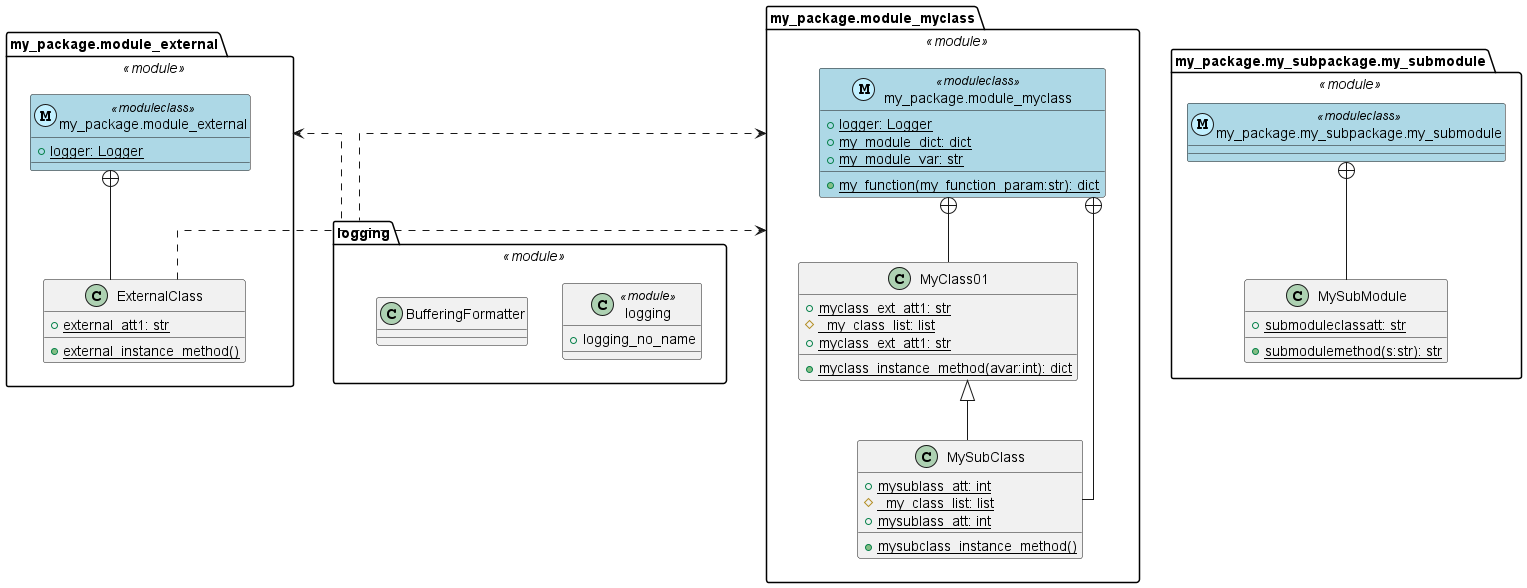 my_package.module_external
«module»
M
«moduleclass»
my_package.module_external
logger: Logger
C
ExternalClass
external_att1: str
external_instance_method()
logging
«module»
C
BufferingFormatter
C
«module»
logging
logging_no_name
my_package.module_myclass
«module»
M
«moduleclass»
my_package.module_myclass
logger: Logger
my_module_dict: dict
my_module_var: str
my_function(my_function_param:str): dict
C
MyClass01
myclass_ext_att1: str
_my_class_list: list
myclass_ext_att1: str
myclass_instance_method(avar:int): dict
C
MySubClass
mysublass_att: int
_my_class_list: list
mysublass_att: int
mysubclass_instance_method()
my_package.my_subpackage.my_submodule
«module»
M
«moduleclass»
my_package.my_subpackage.my_submodule
C
MySubModule
submoduleclassatt: str
submodulemethod(s:str): str